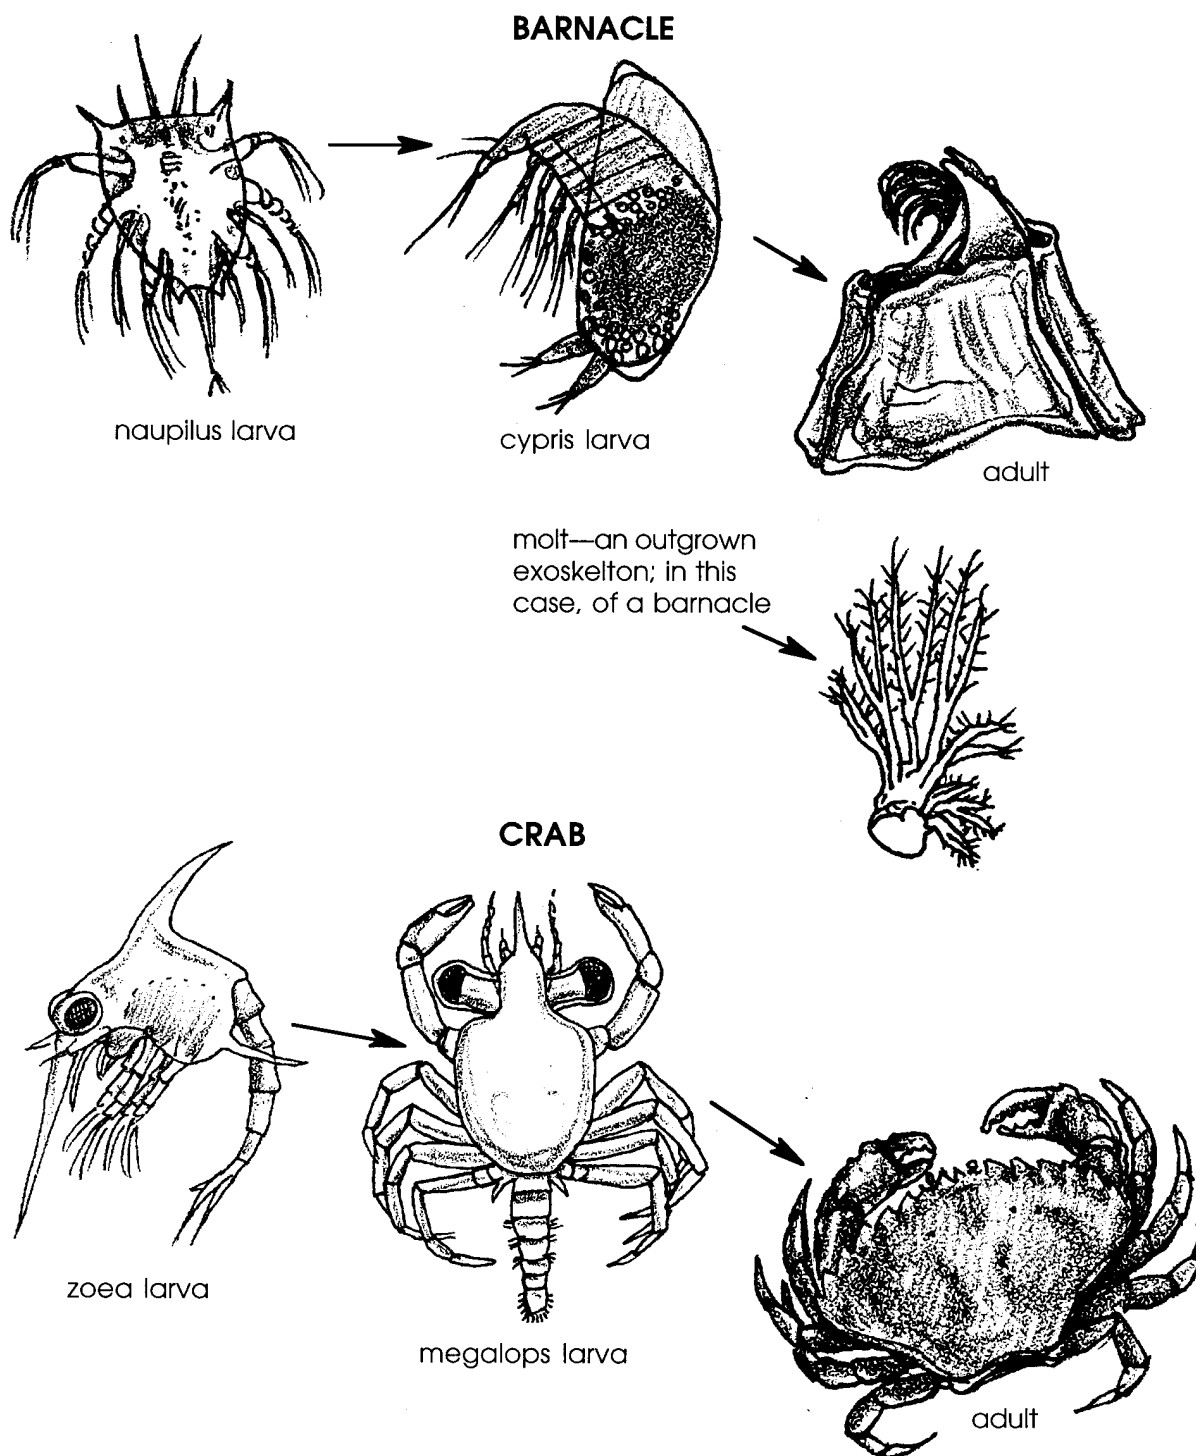 BARNACLE
naupilus larva
cypris larva
adult
molt—an outgrown
exoskelton; in this
case, of a barnacle
CRAB
zoea larva
megalops larva
adult